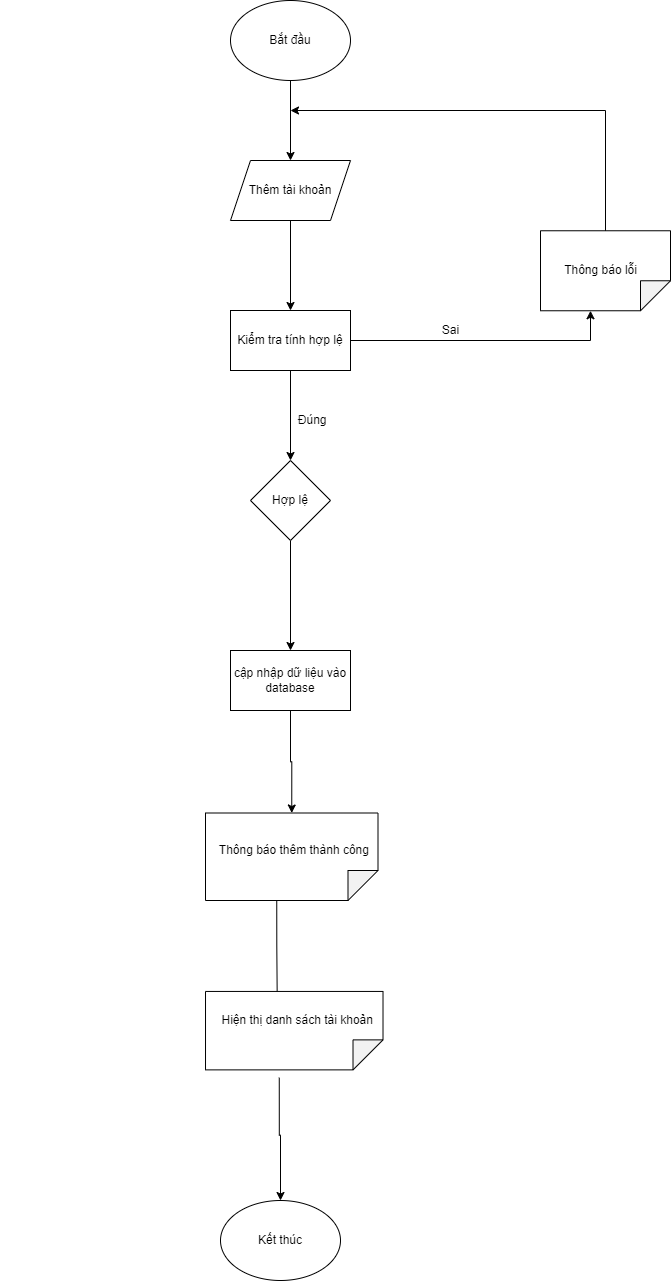 Bắt đầu
Thêm tài khoản
Thông báo lỗi
Kiểm tra tính hợp lệ
Sai
Đúng
Hợp lệ
cập nhập dữ liệu vào
database
Thông báo thêm thành công
Hiện thị danh sách tài khoản
Kết thúc